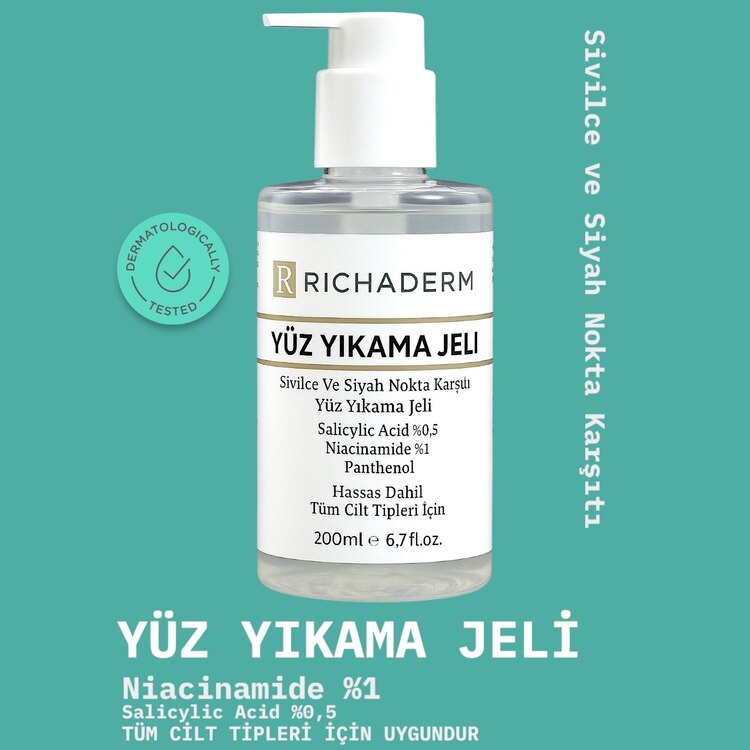 Sivilce ve Siyah Nokta Karşıtı
DERMATOLOGICALLY
TESTED
R RICHADERM
YÜZ YIKAMA JELI
Sivilce Ve Siyah Nokta Karşıtı
Yüz Yıkama Jeli
Salicylic Acid %0,5
Niacinamide %1
Panthenol
Hassas Dahil
Tüm Cilt Tipleri İçin
200ml e 6,7fl.oz.
YÜZ YIKAMA JELİ
Niacinamide %1
Salicylic Acid %0,5
TÜM CİLT TİPLERİ İÇİN UYGUNDUR